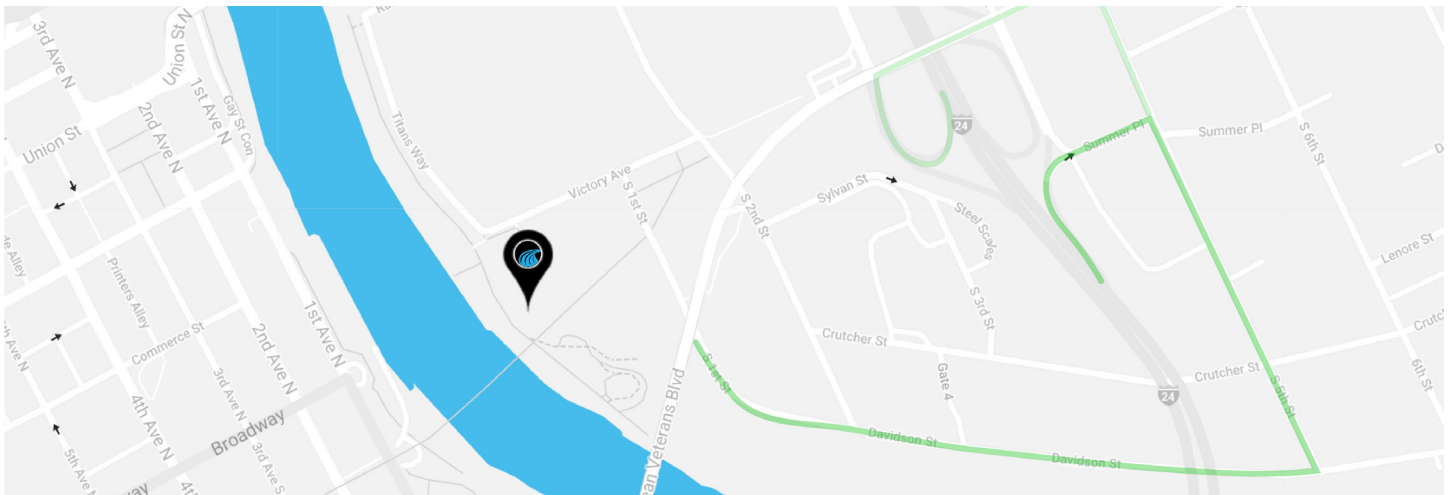 3rd Ave N
Union St N
1st Ave N
Gay St Con
2nd Ave N
Union St
Titans Way
Victory Ave
S 1st St
S 2nd St
Sylvan St
Steel Scales
24
Summer Pl
Summer Pl
S 6th St
Lenore St
Printers Alley
Commerce St
1st Ave N
2nd Ave N
3rd Ave N
4th Ave N
Broadway
5th Ave N
3rd Ave S
S 3rd St
Crutcher St
Gate 4
24
Crutcher St
S 5th St
6th St
S 1st St
Davidson St
Davidson St
ean Veterans Blvd